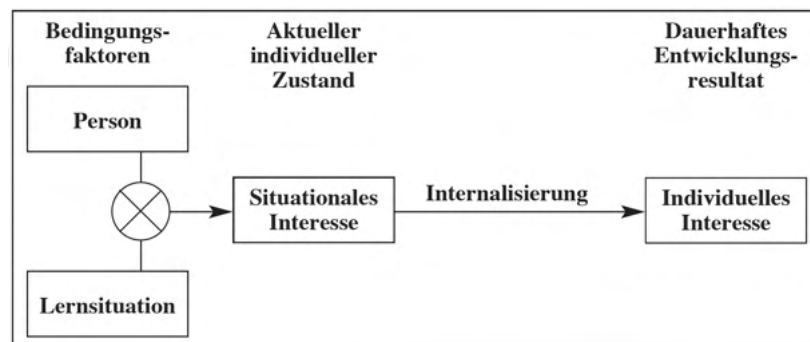 Bedingungs-
faktoren
Aktueller
individueller
Zustand
Dauerhaftes
Entwicklungs-
resultat
Person
Situationales
Interesse
Internalisierung
Individuelles
Interesse
Lernsituation